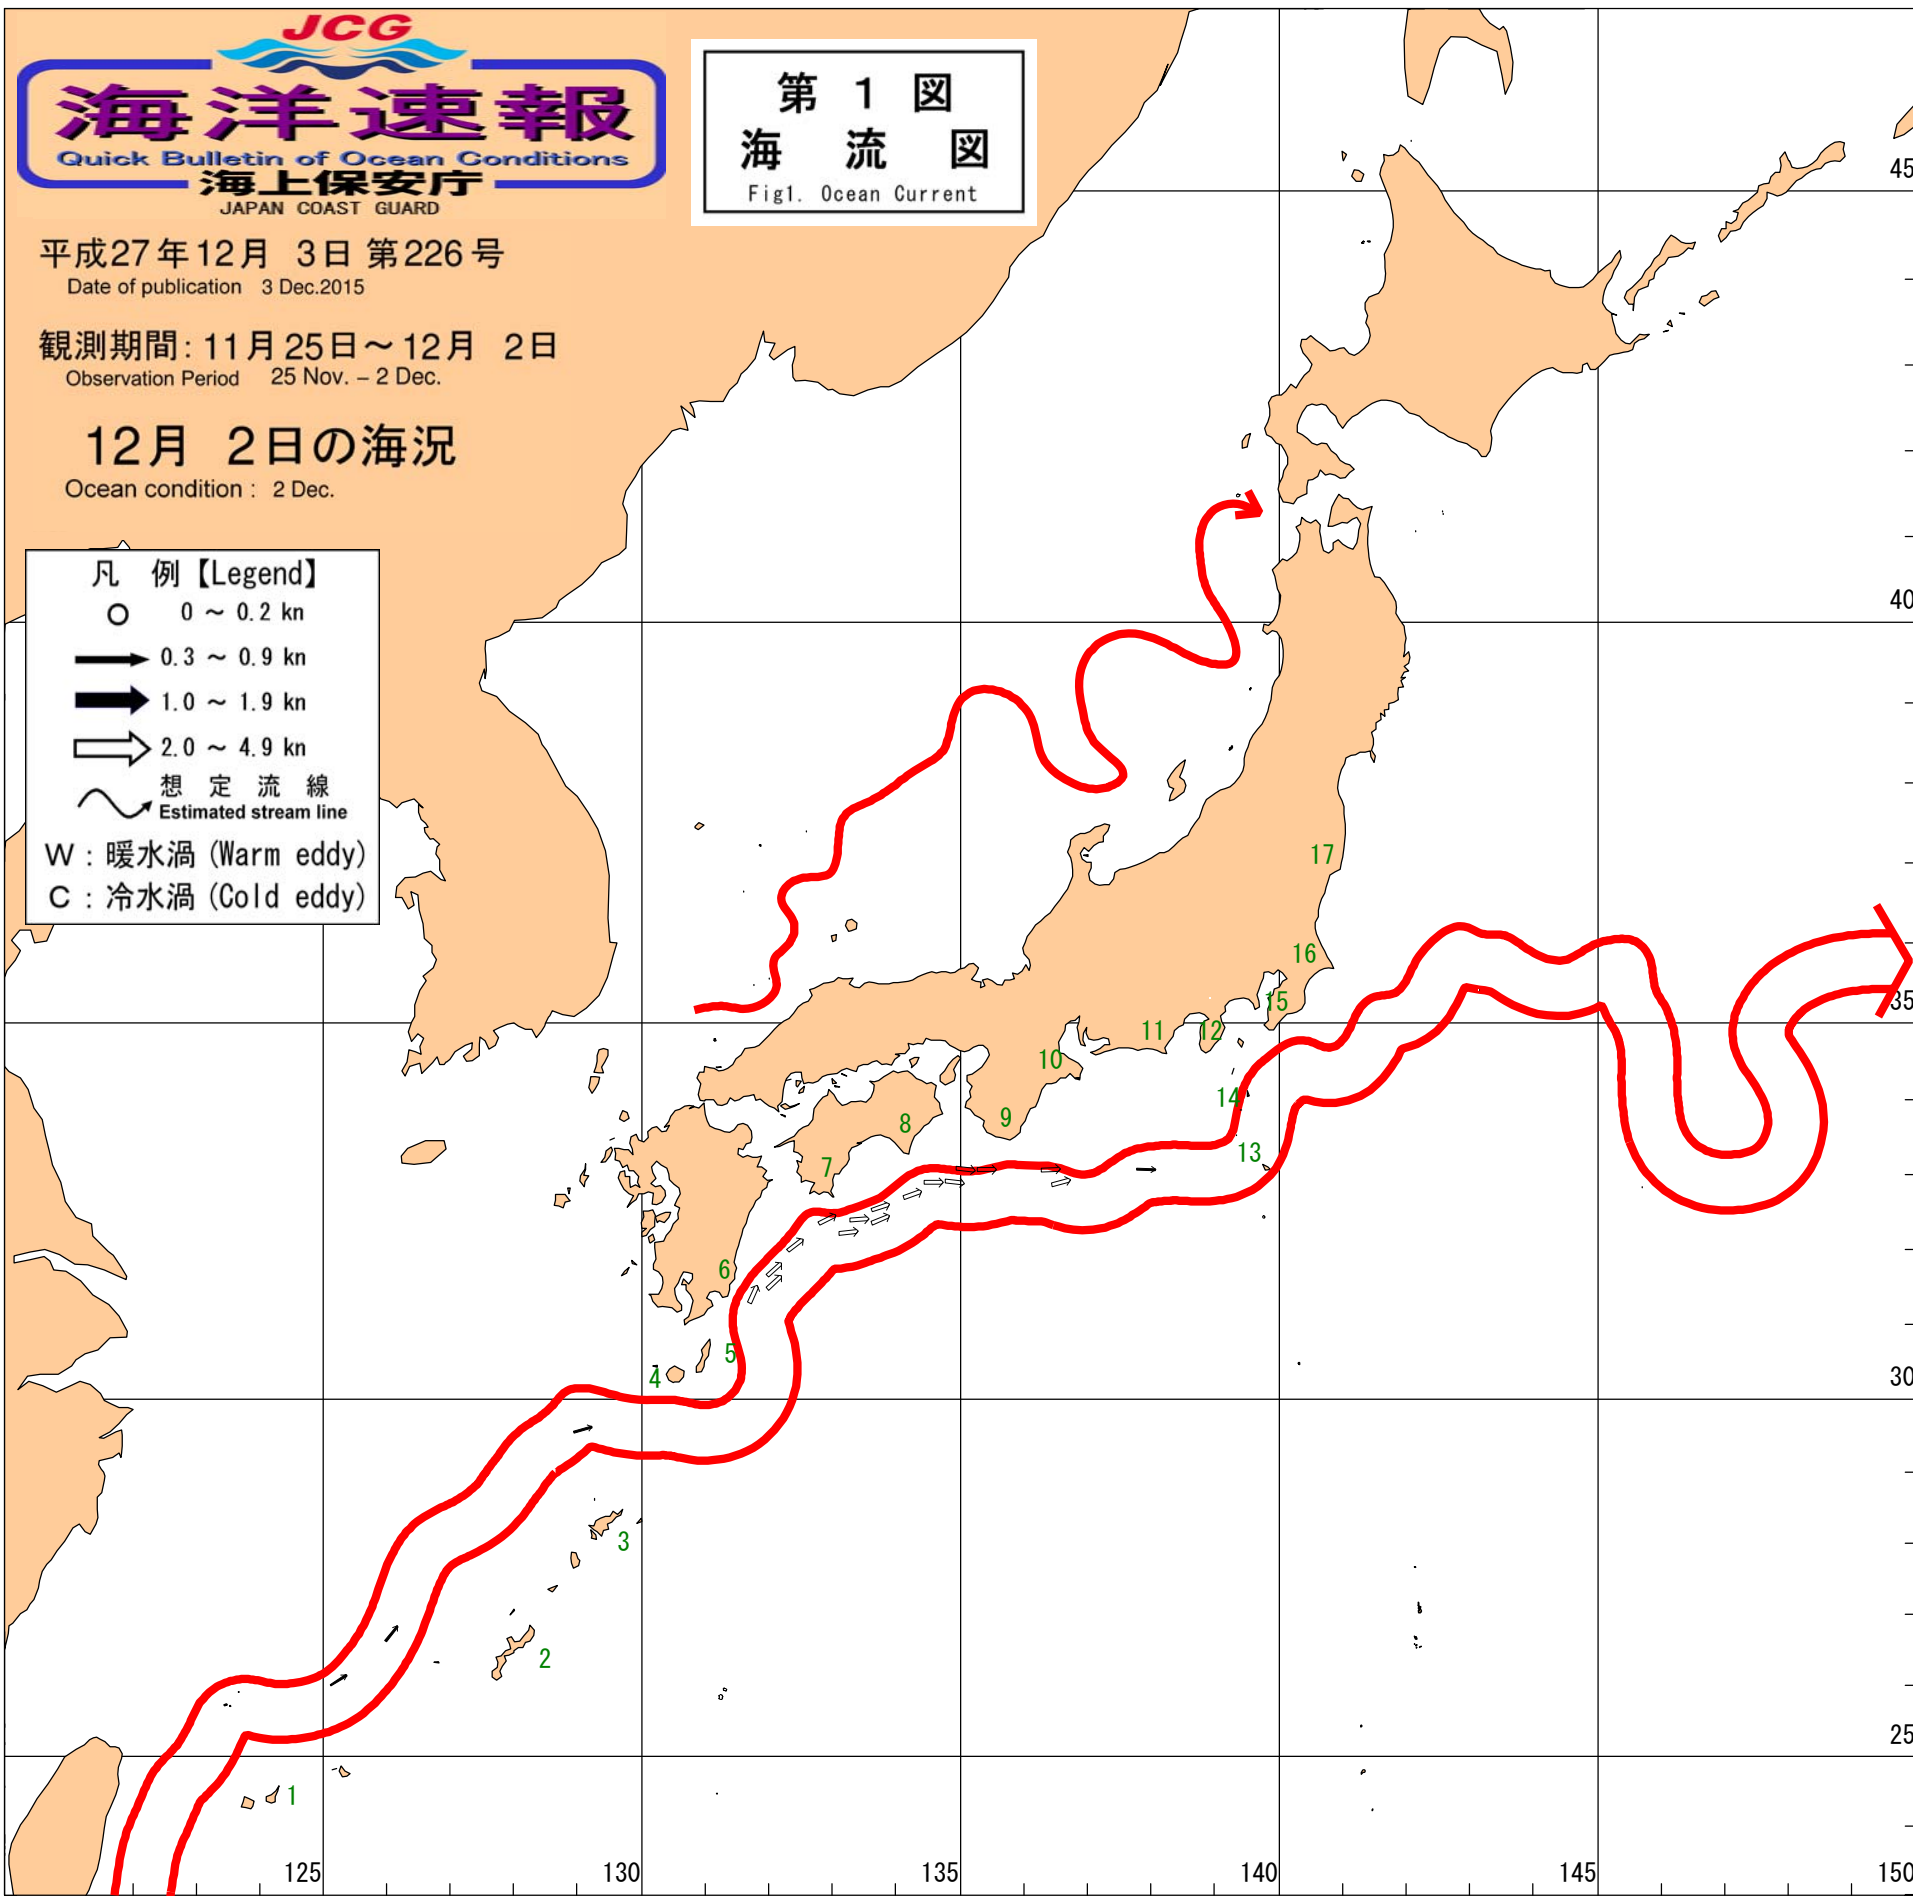 JCG
海洋速報
Quick Bulletin of Ocean Conditions
海上保安庁
JAPAN COAST GUARD
第 1 図
海 流 図
Fig1. Ocean Current
平成27年12月 3日 第226号
Date of publication 3 Dec.2015
観測期間: 11月25日～12月 2日
Observation Period 25 Nov. – 2 Dec.
12月 2日の海況
Ocean condition : 2 Dec.
凡 例【Legend】
0 ～ 0.2 kn
0.3 ～ 0.9 kn
1.0 ～ 1.9 kn
2.0 ～ 4.9 kn
想 定 流 線
Estimated stream line
W : 暖水渦 (Warm eddy)
C : 冷水渦 (Cold eddy)
45
40
35
30
25
17
16
15
12
11
10
14
9
8
13
7
6
5
4
3
2
1
125
130
135
140
145
150